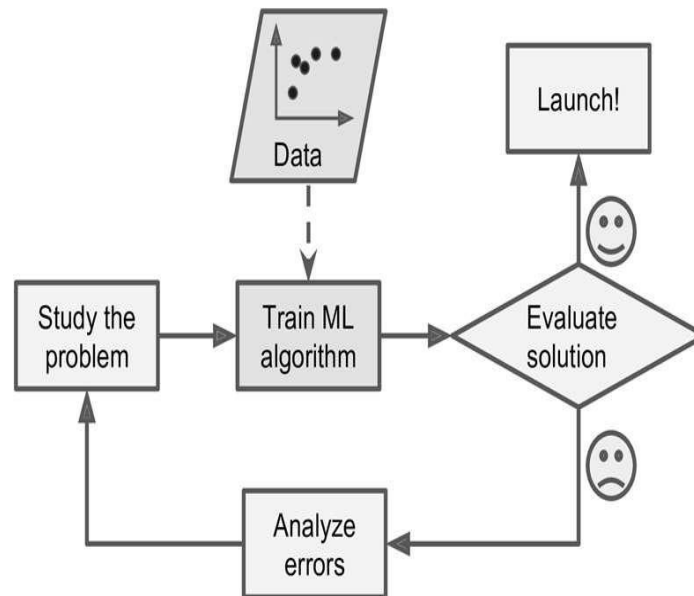 Data
Launch!
Study the
problem
Train ML
algorithm
Evaluate
solution
Analyze
errors